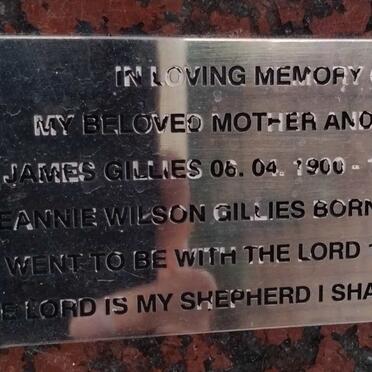 IN LOVING MEMORY
MY BELOVED MOTHER AND
JAMES GILLIES 06. 04. 1900 -
EANNIE WILSON GILLIES BORN
WENT TO BE WITH THE LORD
LORD IS MY SHEPHERD I SHA